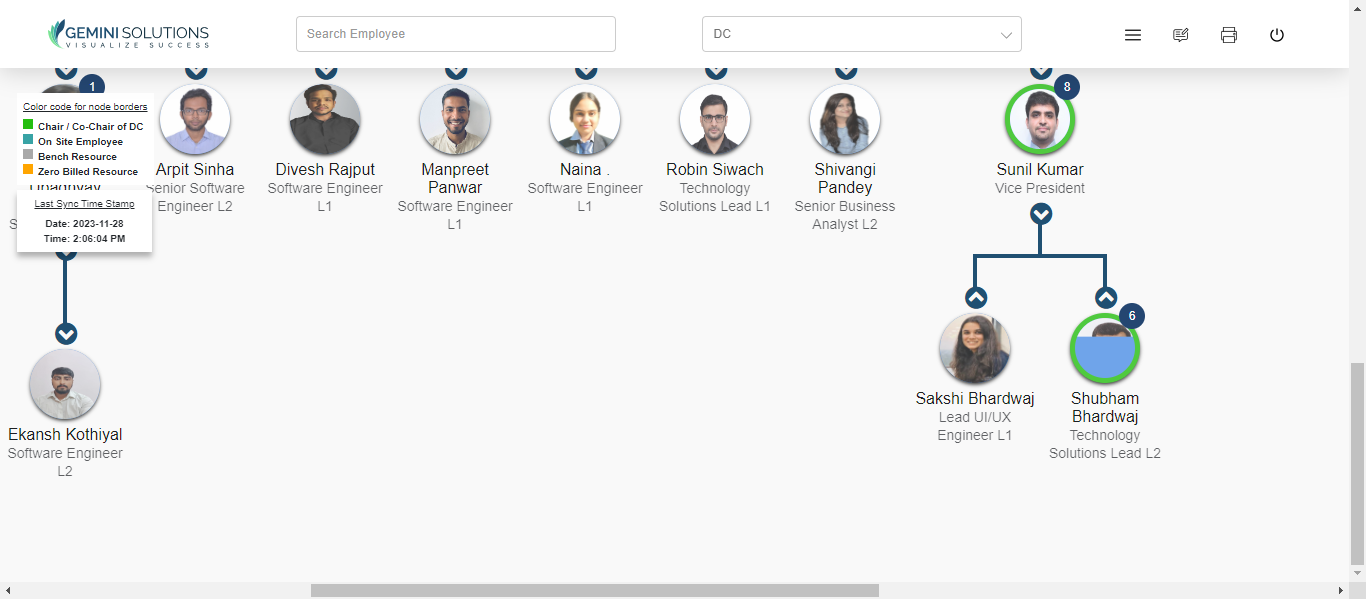 GEMINI SOLUTIONS
VISUALIZE SUCCESS
Search Employee
DC
1
8
Color code for node borders
Chair / Co-Chair of DC
On Site Employee
Bench Resource
Zero Billed Resource
Upadhyay
S
Last Sync Time Stamp
Date: 2023-11-28
Time: 2:06:04 PM
Arpit Sinha
Senior Software
Engineer L2
Divesh Rajput
Software Engineer
L1
Manpreet
Panwar
Software Engineer
L1
Naina .
Software Engineer
L1
Robin Siwach
Technology
Solutions Lead L1
Shivangi
Pandey
Senior Business
Analyst L2
Sunil Kumar
Vice President
6
Ekansh Kothiyal
Software Engineer
L2
Sakshi Bhardwaj
Lead UI/UX
Engineer L1
Shubham
Bhardwaj
Technology
Solutions Lead L2